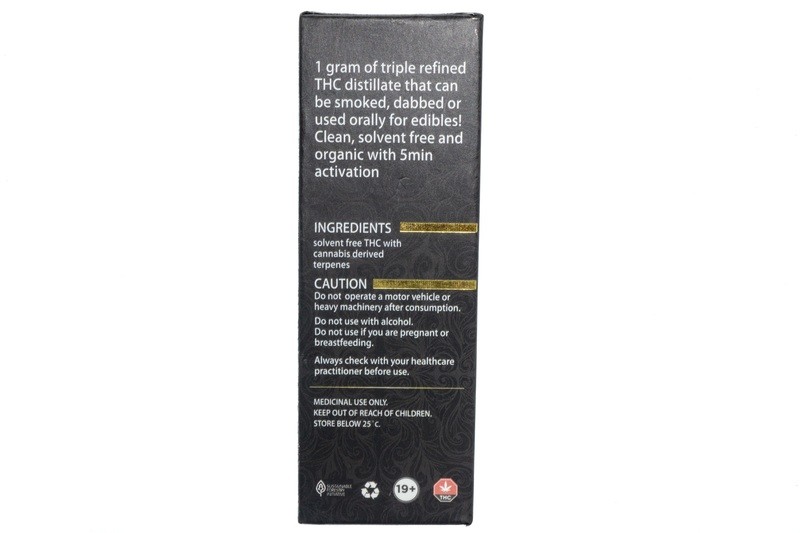 1 gram of triple refined
THC distillate that can
be smoked, dabbed or
used orally for edibles!
Clean, solvent free and
organic with 5min
activation
INGREDIENTS
solvent free THC with
cannabis derived
terpenes
CAUTION
Do not operate a motor vehicle or
heavy machinery after consumption.
Do not use with alcohol.
Do not use if you are pregnant or
breastfeeding.
Always check with your healthcare
practitioner before use.
MEDICINAL USE ONLY.
KEEP OUT OF REACH OF CHILDREN,
STORE BELOW 25°C.
SUSTAINABLE
FORESTRY
INITIATIVE
19+
THC